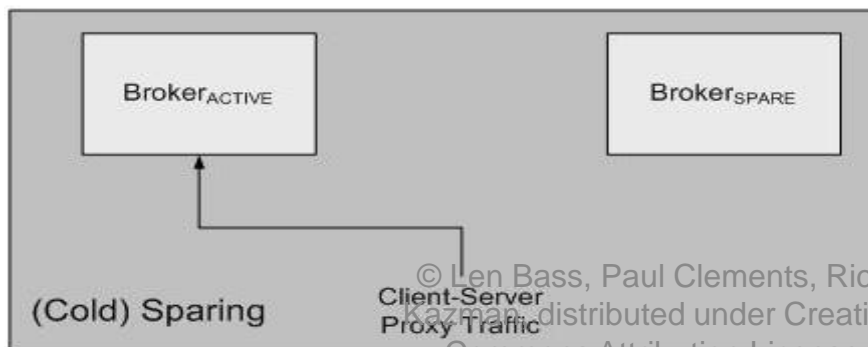 BrokerACTIVE
BrokerSPARE
(Cold) Sparing
Client-Server
Proxy Traffic
© Len Bass, Paul Clements, Ric
Kazman, distributed under Creati